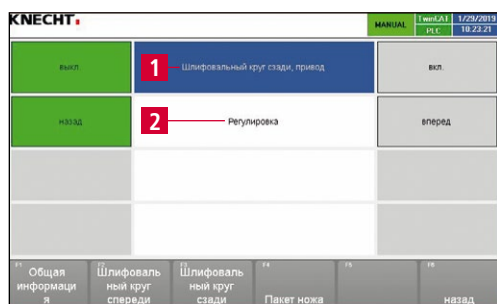 KNECHT
MANUAL
TwinCAT
PLC
1/29/2019
10:23:21
выкл.
1
Шлифовальный круг сзади, привод
вкл.
назад
2
Регулировка
вперед
F1
Общая
информаци
я
F2
Шлифоваль
ный круг
спереди
F3
Шлифоваль
ный круг
сзади
F4
Пакет ножа
F5
F6
назад